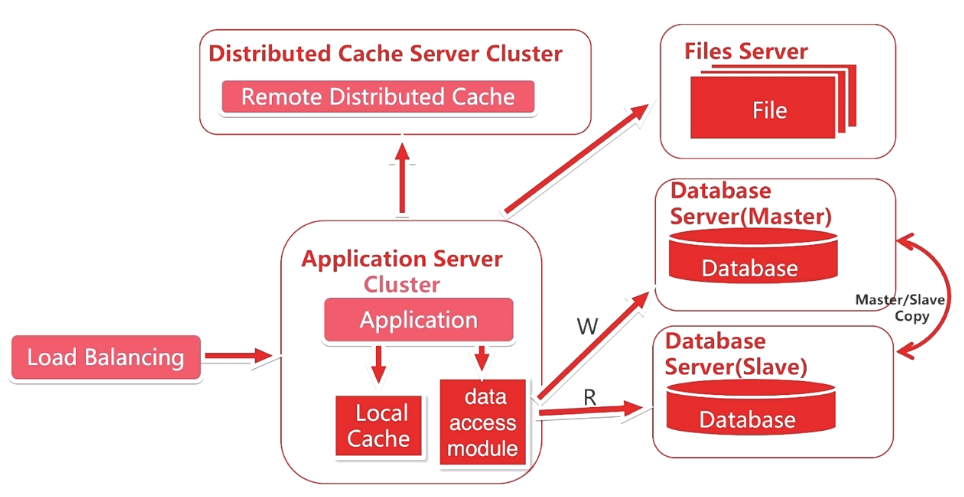 Distributed Cache Server Cluster
Remote Distributed Cache
Files Server
File
Database
Server(Master)
Database
Application Server
Cluster
Application
Master/Slave
Copy
W
Load Balancing
Database
Server(Slave)
Database
R
Local
Cache
data
access
module